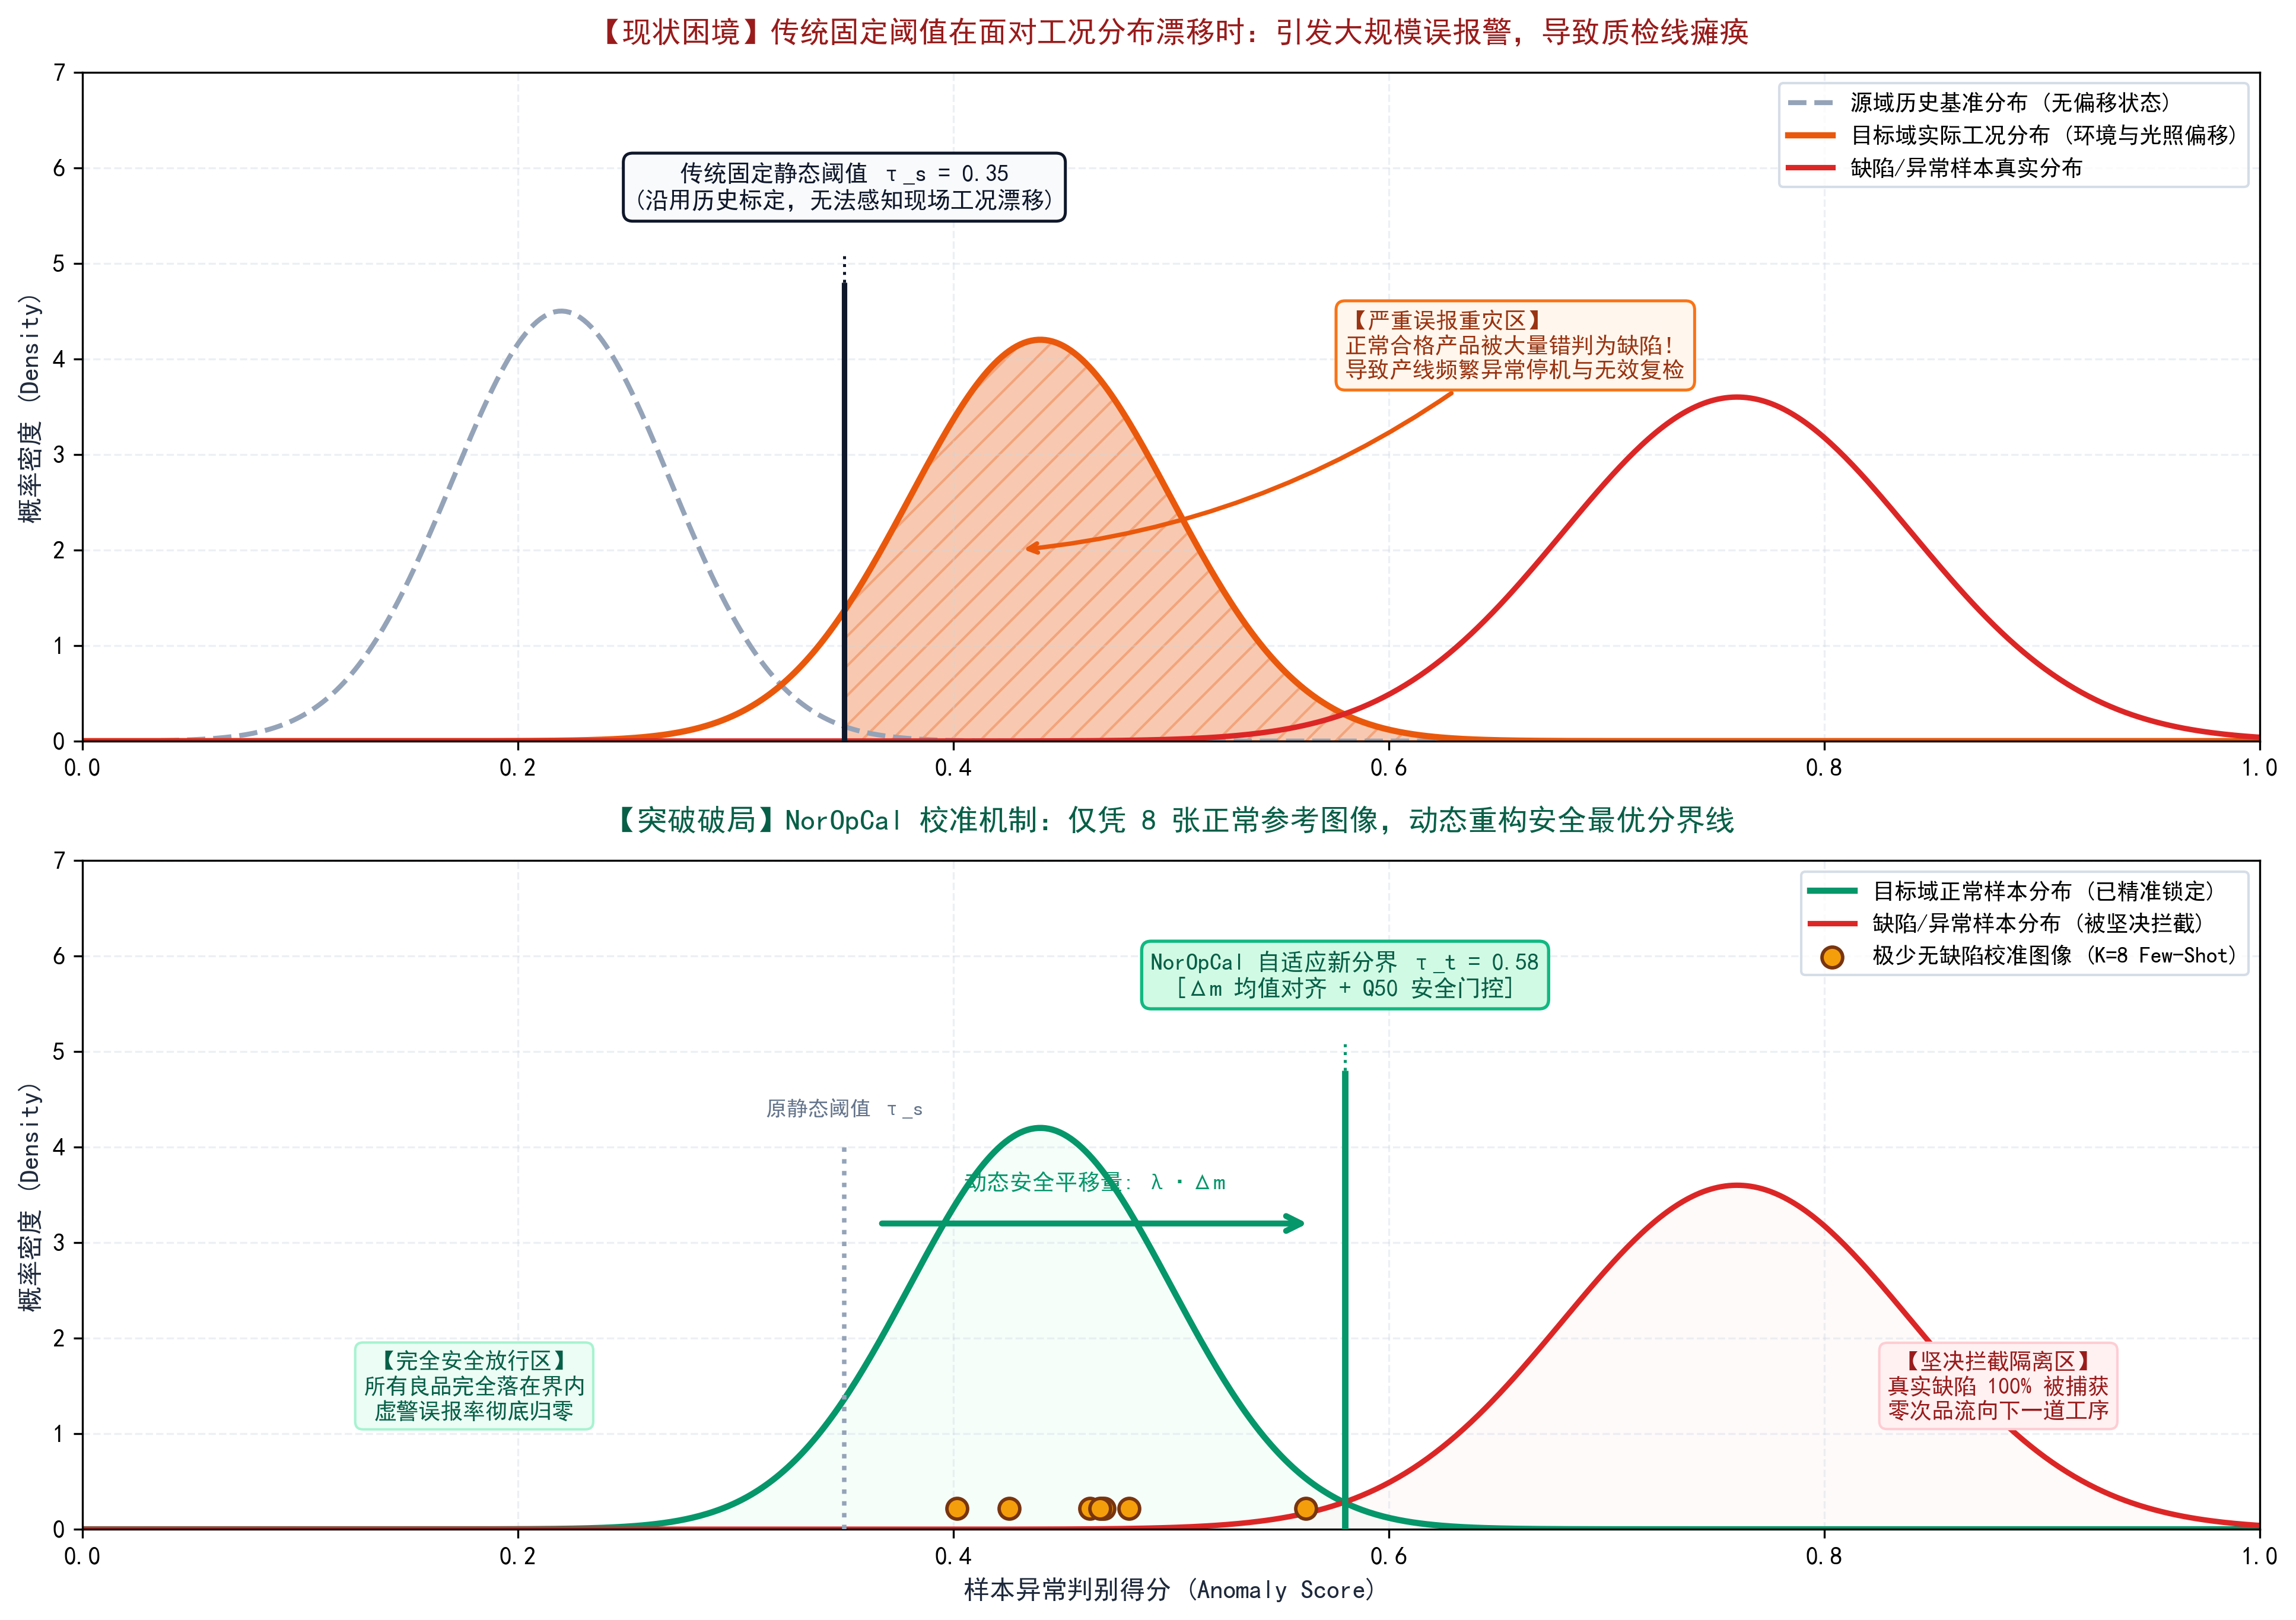 【现状困境】传统固定阈值在面对工况分布漂移时：引发大规模误报警，导致质检线瘫痪
概率密度 (Density)
7
6
5
4
3
2
1
0
源域历史基准分布 (无偏移状态)
目标域实际工况分布 (环境与光照偏移)
缺陷/异常样本真实分布
传统固定静态阈值 τ_s = 0.35
(沿用历史标定，无法感知现场工况漂移)
【严重误报重灾区】
正常合格产品被大量错判为缺陷！
导致产线频繁异常停机与无效复检
0.0 0.2 0.4 0.6 0.8 1.0
【突破破局】NorOpCal 校准机制：仅凭 8 张正常参考图像，动态重构安全最优分界线
概率密度 (Density)
7
6
5
4
3
2
1
0
目标域正常样本分布 (已精准锁定)
缺陷/异常样本分布 (被坚决拦截)
极少无缺陷校准图像 (K=8 Few-Shot)
NorOpCal 自适应新分界 τ_t = 0.58
[Δm 均值对齐 + Q50 安全门控]
原静态阈值 τ_s
动态安全平移量: λ·Δm
【完全安全放行区】
所有良品完全落在界内
虚警误报率彻底归零
【坚决拦截隔离区】
真实缺陷 100% 被捕获
零次品流向下一道工序
0.0 0.2 0.4 0.6 0.8 1.0
样本异常判别得分 (Anomaly Score)